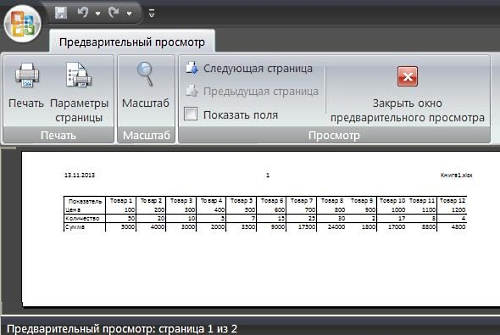 Предварительный просмотр
Печать
Параметры страницы
Масштаб
Следующая страница
Предыдущая страница
Показать поля
Закрыть окно
предварительного просмотра
Печать
Масштаб
Просмотр
13.11.2013 1 Книга1.xlsx
Показатель Товар 1 Товар 2 Товар 3 Товар 4 Товар 5 Товар 6 Товар 7 Товар 8 Товар 9 Товар 10 Товар 11 Товар 12
Цена 100 200 300 400 500 600 700 800 900 1000 1100 1200
Количество 50 20 10 5 7 15 25 30 2 17 8 4
Сумма 5000 4000 3000 2000 3500 9000 17500 24000 1800 17000 8800 4800
Предварительный просмотр: страница 1 из 2